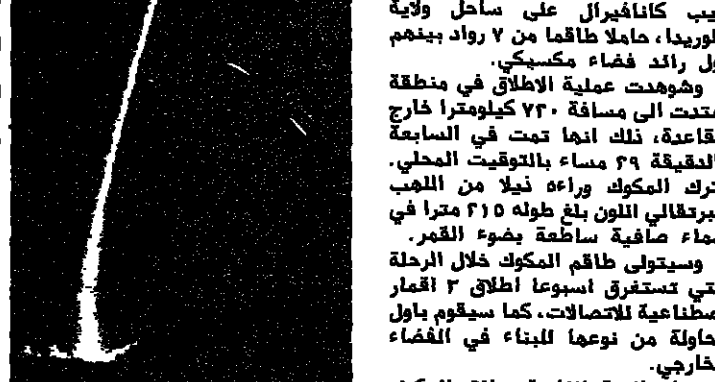 يب كانافيرال على ساحل ولاية
لوريدا، حاملا طاقما من ٧ رواد بينهم
ول رائد فضاء مكسيكي.
وشوهدت عملية الاطلاق في منطقة
متدت الى مسافة ٧٢٠ كيلومترا خارج
قاعدة، ذلك انها تمت في السابعة
الدقيقة ٢٩ مساء بالتوقيت المحلي.
ترك المكوك وراءه ذيلا من اللهب
برتقالي اللون بلغ طوله ٢١٥ مترا في
ماء صافية ساطعة بضوء القمر.
وسيتولى طاقم المكوك خلال الرحلة
تي تستغرق اسبوعا اطلاق ٣ اقمار
صطناعية للاتصالات، كما سيقوم باول
حاولة من نوعها للبناء في الفضاء
خارجي.